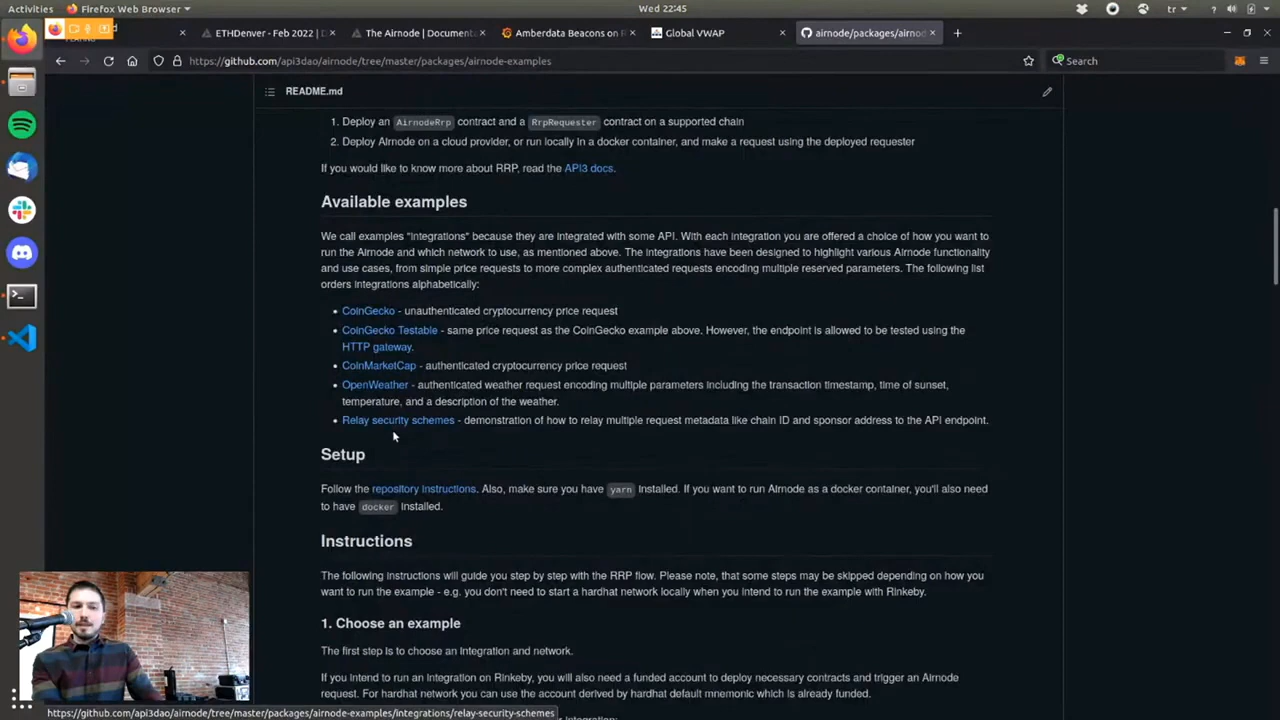 Activities
Firefox Web Browser
Wed 22:45
tr
ETHDenver - Feb 2022 | D
The Airnode | Documenta
Amberdata Beacons on R
Global VWAP
airnode/packages/airnod
https://github.com/api3dao/airnode/tree/master/packages/airnode-examples
Search
README.md
1. Deploy an AirnodeRrp contract and a RrpRequester contract on a supported chain
2. Deploy Airnode on a cloud provider, or run locally in a docker container, and make a request using the deployed requester
If you would like to know more about RRP, read the API3 docs.
Available examples
We call examples "integrations" because they are integrated with some API. With each integration you are offered a choice of how you want to
run the Airnode and which network to use, as mentioned above. The integrations have been designed to highlight various Airnode functionality
and use cases, from simple price requests to more complex authenticated requests encoding multiple reserved parameters. The following list
orders integrations alphabetically:
• CoinGecko - unauthenticated cryptocurrency price request
• CoinGecko Testable - same price request as the CoinGecko example above. However, the endpoint is allowed to be tested using the
HTTP gateway.
• CoinMarketCap - authenticated cryptocurrency price request
• OpenWeather - authenticated weather request encoding multiple parameters including the transaction timestamp, time of sunset,
temperature, and a description of the weather.
• Relay security schemes - demonstration of how to relay multiple request metadata like chain ID and sponsor address to the API endpoint.
Setup
Follow the repository instructions. Also, make sure you have yarn installed. If you want to run Airnode as a docker container, you'll also need
to have docker installed.
Instructions
The following instructions will guide you step by step with the RRP flow. Please note, that some steps may be skipped depending on how you
want to run the example - e.g. you don't need to start a hardhat network locally when you intend to run the example with Rinkeby.
1. Choose an example
The first step is to choose an integration and network.
If you intend to run an integration on Rinkeby, you will also need a funded account to deploy necessary contracts and trigger an Airnode
request. For hardhat network you can use the account derived by hardhat default mnemonic which is already funded.
integration:
https://github.com/api3dao/airnode/tree/master/packages/airnode-examples/integrations/relay-security-schemes